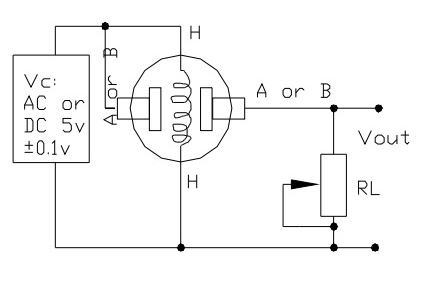 H
A or B
Vc:
AC or
DC 5v
±0.1v
A or B
Vout
RL
H